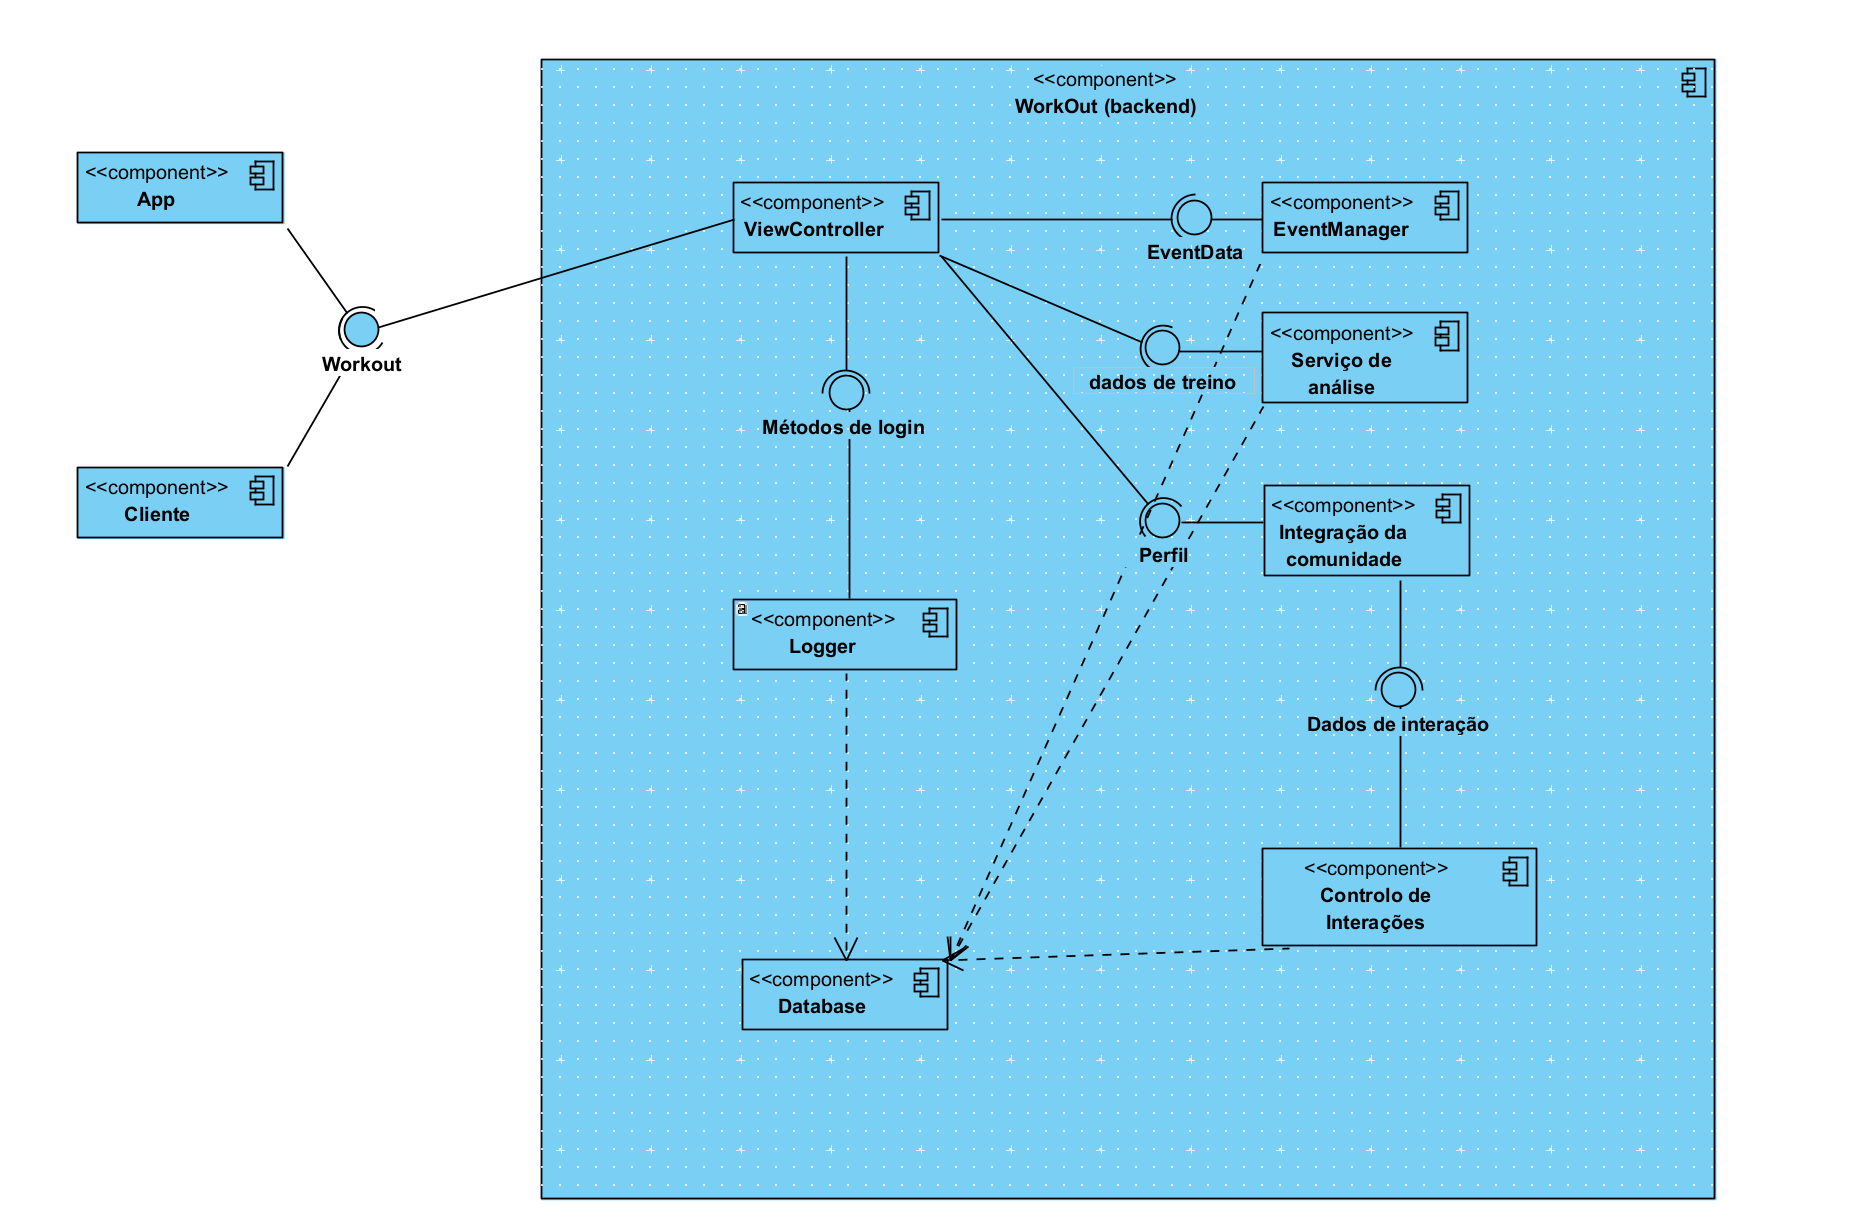 <<component>>
WorkOut (backend)
<<component>>
App
<<component>>
ViewController
<<component>>
EventManager
EventData
<<component>>
Serviço de
análise
dados de treino
Workout
Métodos de login
<<component>>
Cliente
<<component>>
Integração da
comunidade
Perfil
a
<<component>>
Logger
Dados de interação
<<component>>
Controlo de
Interações
<<component>>
Database